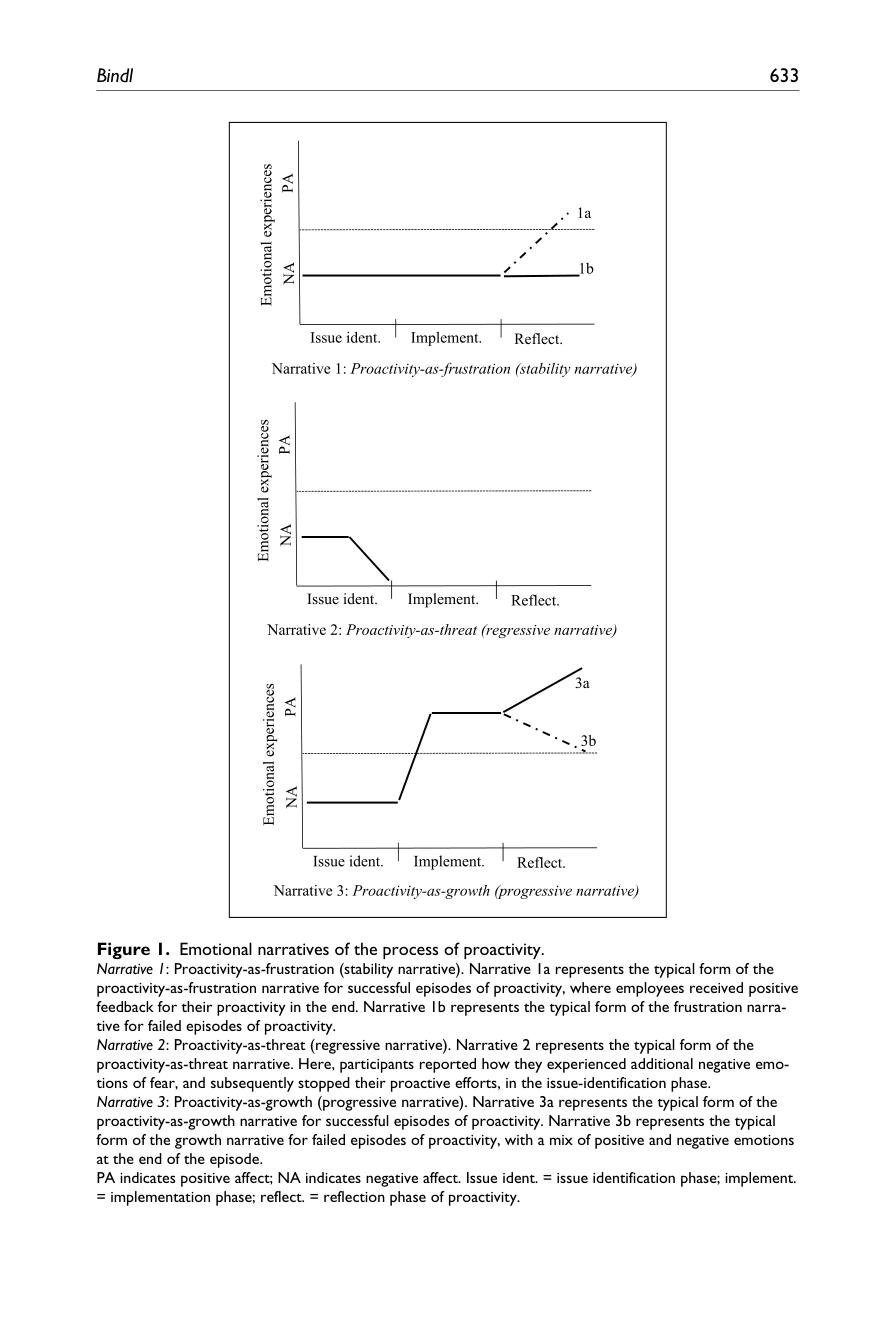 Bindl 633
Emotional experiences
PA
NA
1a
1b
Issue ident. Implement. Reflect.
Narrative 1: Proactivity-as-frustration (stability narrative)
Emotional experiences
PA
NA
Issue ident. Implement. Reflect.
Narrative 2: Proactivity-as-threat (regressive narrative)
Emotional experiences
PA
NA
3a
3b
Issue ident. Implement. Reflect.
Narrative 3: Proactivity-as-growth (progressive narrative)
Figure 1. Emotional narratives of the process of proactivity.
Narrative 1: Proactivity-as-frustration (stability narrative). Narrative 1a represents the typical form of the
proactivity-as-frustration narrative for successful episodes of proactivity, where employees received positive
feedback for their proactivity in the end. Narrative 1b represents the typical form of the frustration narra-
tive for failed episodes of proactivity.
Narrative 2: Proactivity-as-threat (regressive narrative). Narrative 2 represents the typical form of the
proactivity-as-threat narrative. Here, participants reported how they experienced additional negative emo-
tions of fear, and subsequently stopped their proactive efforts, in the issue-identification phase.
Narrative 3: Proactivity-as-growth (progressive narrative). Narrative 3a represents the typical form of the
proactivity-as-growth narrative for successful episodes of proactivity. Narrative 3b represents the typical
form of the growth narrative for failed episodes of proactivity, with a mix of positive and negative emotions
at the end of the episode.
PA indicates positive affect; NA indicates negative affect. Issue ident. = issue identification phase; implement.
= implementation phase; reflect. = reflection phase of proactivity.